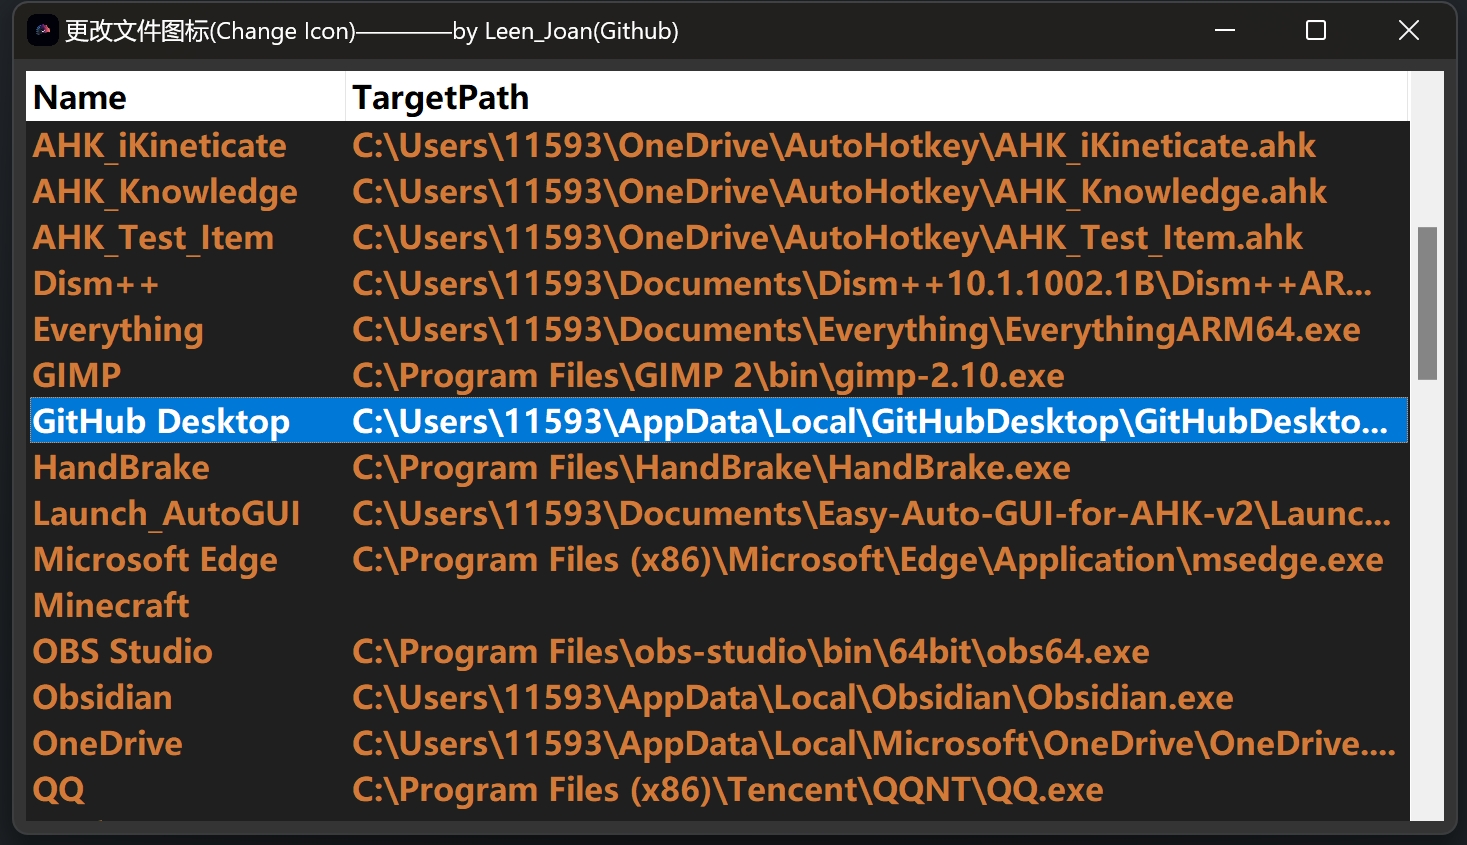 更改文件图标(Change Icon)————by Leen_Joan(Github)
Name TargetPath
AHK_iKineticate C:\Users\11593\OneDrive\AutoHotkey\AHK_iKineticate.ahk
AHK_Knowledge C:\Users\11593\OneDrive\AutoHotkey\AHK_Knowledge.ahk
AHK_Test_Item C:\Users\11593\OneDrive\AutoHotkey\AHK_Test_Item.ahk
Dism++ C:\Users\11593\Documents\Dism++10.1.1002.1B\Dism++AR...
Everything C:\Users\11593\Documents\Everything\EverythingARM64.exe
GIMP C:\Program Files\GIMP 2\bin\gimp-2.10.exe
GitHub Desktop C:\Users\11593\AppData\Local\GitHubDesktop\GitHubDeskto...
HandBrake C:\Program Files\HandBrake\HandBrake.exe
Launch_AutoGUI C:\Users\11593\Documents\Easy-Auto-GUI-for-AHK-v2\Launc...
Microsoft Edge C:\Program Files (x86)\Microsoft\Edge\Application\msedge.exe
Minecraft
OBS Studio C:\Program Files\obs-studio\bin\64bit\obs64.exe
Obsidian C:\Users\11593\AppData\Local\Obsidian\Obsidian.exe
OneDrive C:\Users\11593\AppData\Local\Microsoft\OneDrive\OneDrive....
QQ C:\Program Files (x86)\Tencent\QQNT\QQ.exe